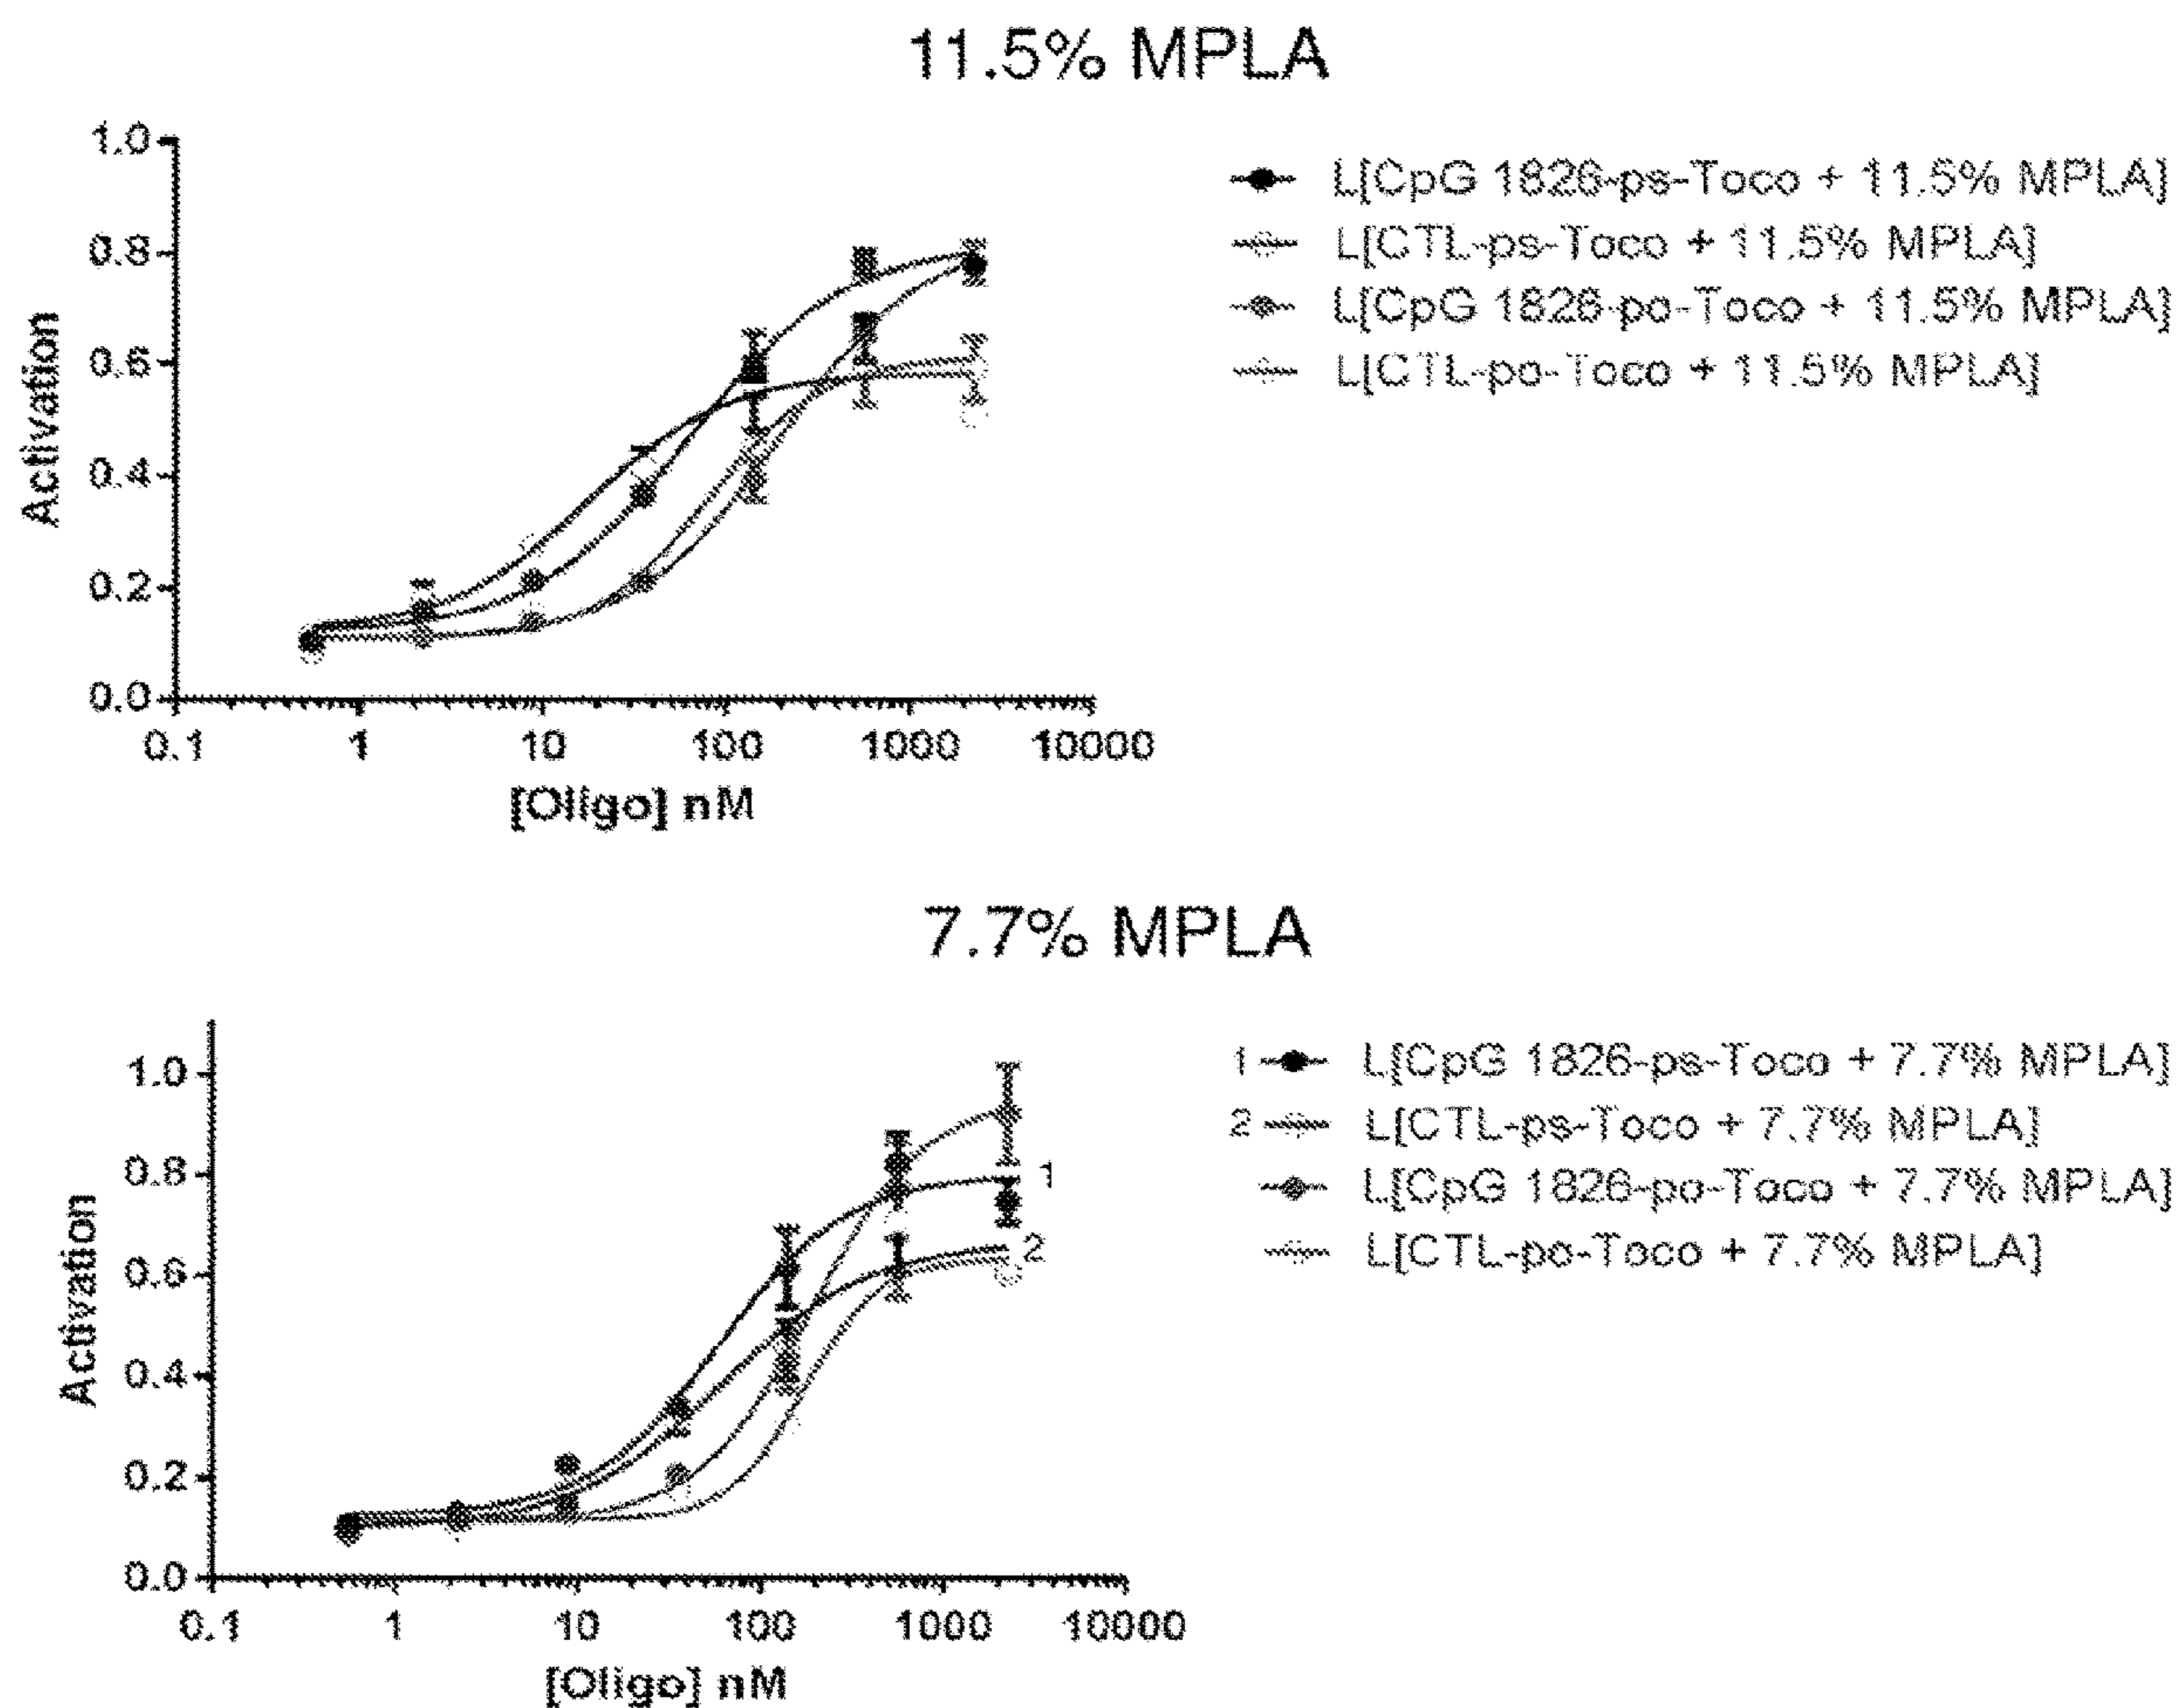 11.5% MPLA
1.0
0.8
0.6
0.4
0.2
0.0
Activation
0.1 1 10 100 1000 10000
[Oligo] nM
L[CpG 1826-ps-Toco + 11.5% MPLA]
L[CTL-ps-Toco + 11.5% MPLA]
L[CpG 1826-po-Toco + 11.5% MPLA]
L[CTL-po-Toco + 11.5% MPLA]
7.7% MPLA
1.0
0.8
0.6
0.4
0.2
0.0
Activation
1
2
0.1 1 10 100 1000 10000
[Oligo] nM
1 L[CpG 1826-ps-Toco + 7.7% MPLA]
2 L[CTL-ps-Toco + 7.7% MPLA]
L[CpG 1826-po-Toco + 7.7% MPLA]
L[CTL-po-Toco + 7.7% MPLA]